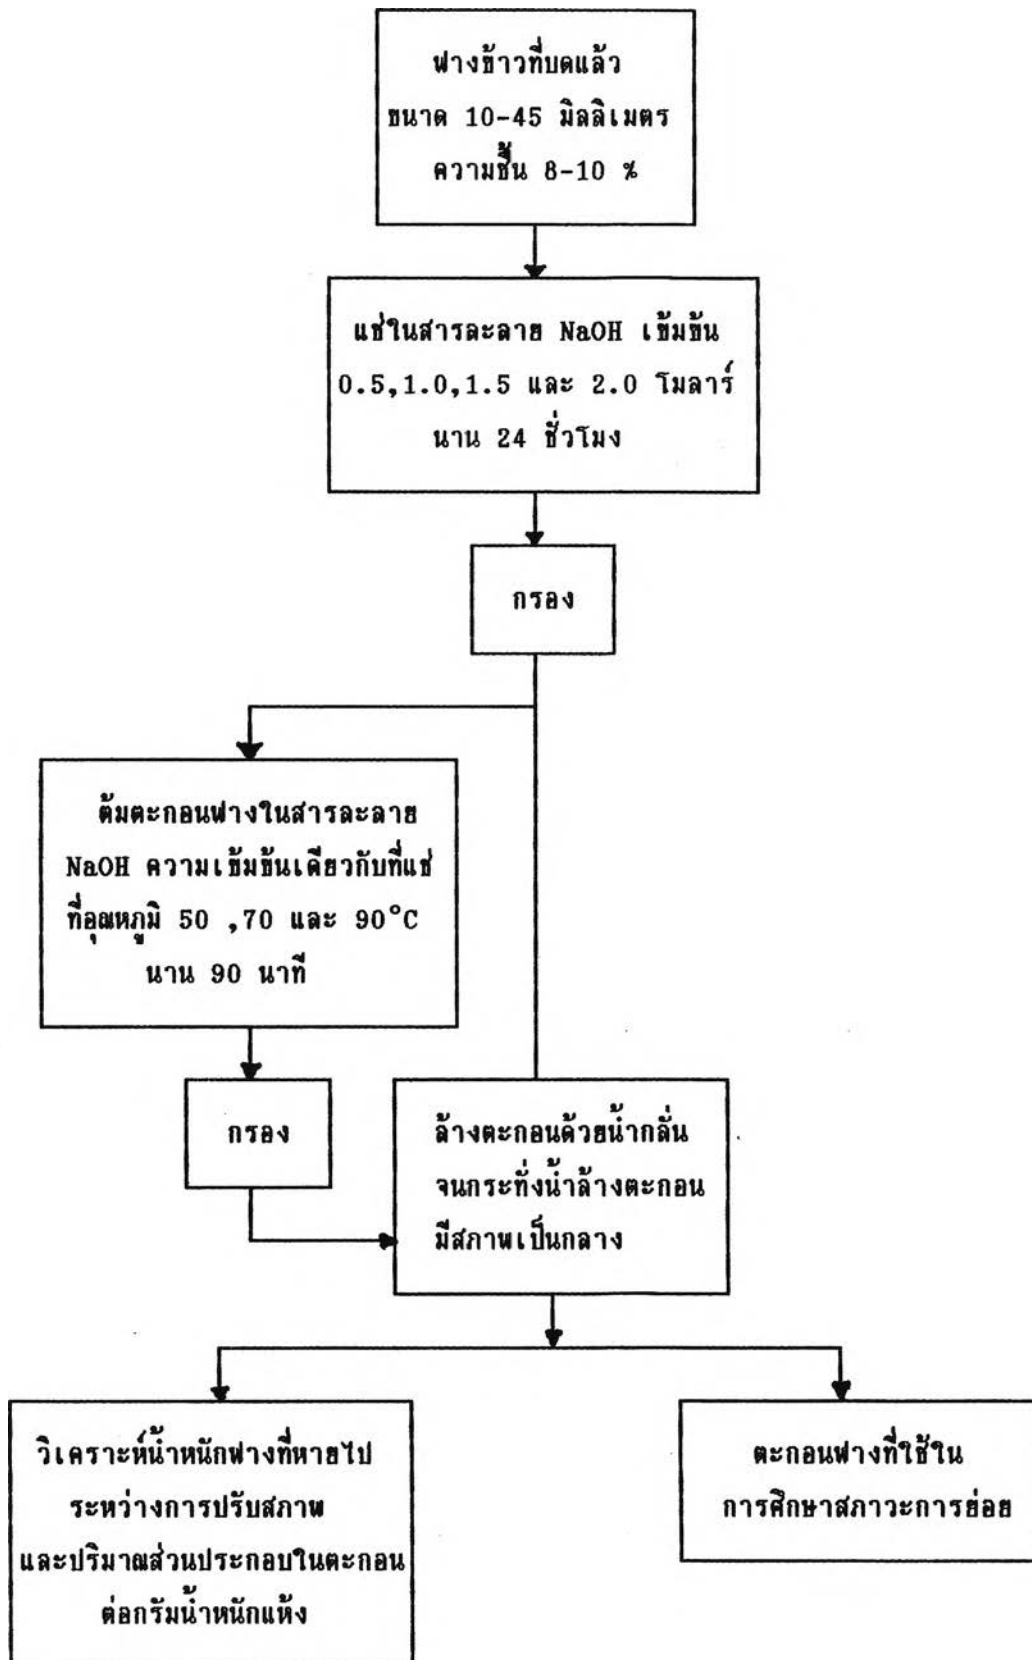 ฟางข้าวที่บดแล้ว
ขนาด 10-45 มิลลิเมตร
ความชื้น 8-10 %
แช่ในสารละลาย NaOH เข้มข้น
0.5,1.0,1.5 และ 2.0 โมลาร์
นาน 24 ชั่วโมง
กรอง
ต้มตะกอนฟางในสารละลาย
NaOH ความเข้มข้นเดียวกับที่แช่
ที่อุณหภูมิ 50 ,70 และ 90°C
นาน 90 นาที
กรอง
ล้างตะกอนด้วยน้ำกลั่น
จนกระทั่งน้ำล้างตะกอน
มีสภาพเป็นกลาง
วิเคราะห์น้ำหนักฟางที่หายไป
ระหว่างการปรับสภาพ
และปริมาณส่วนประกอบในตะกอน
ต่อกรัมน้ำหนักแห้ง
ตะกอนฟางที่ใช้ใน
การศึกษาสภาวะการย่อย